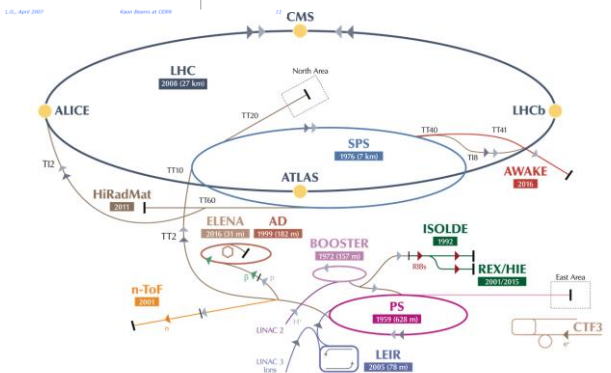 L.G., April 2007 Kaon Beams at CERN 12
CMS
LHC
2008 (27 km)
North Area
ALICE
TT20
LHCb
SPS
1976 (7 km)
TT40 TT41
TI8
TI2
TT10
ATLAS
AWAKE
2016
HiRadMat
2011
TT60
ELENA
2016 (31 m)
AD
1999 (182 m)
TT2
BOOSTER
1972 (157 m)
ISOLDE
1992
p p
RIBs
REX/HIE
2001/2015
n-ToF
2001
n
East Area
PS
1959 (628 m)
H⁻
LINAC 2
CTF3
e⁻
LINAC 3
Ions
LEIR
2005 (78 m)